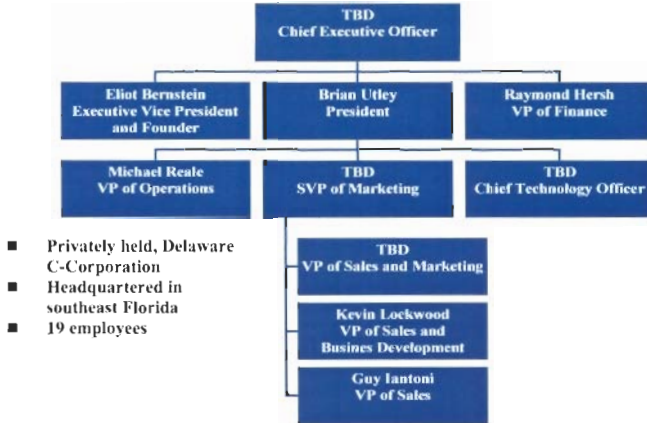 TBD
Chief Executive Officer
Eliot Bernstein
Executive Vice President
and Founder
Brian Utley
President
Raymond Hersh
VP of Finance
Michael Reale
VP of Operations
TBD
SVP of Marketing
TBD
Chief Technology Officer
■ Privately held, Delaware
C-Corporation
■ Headquartered in
southeast Florida
■ 19 employees
TBD
VP of Sales and Marketing
Kevin Lockwood
VP of Sales and
Busines Development
Guy Iantoni
VP of Sales